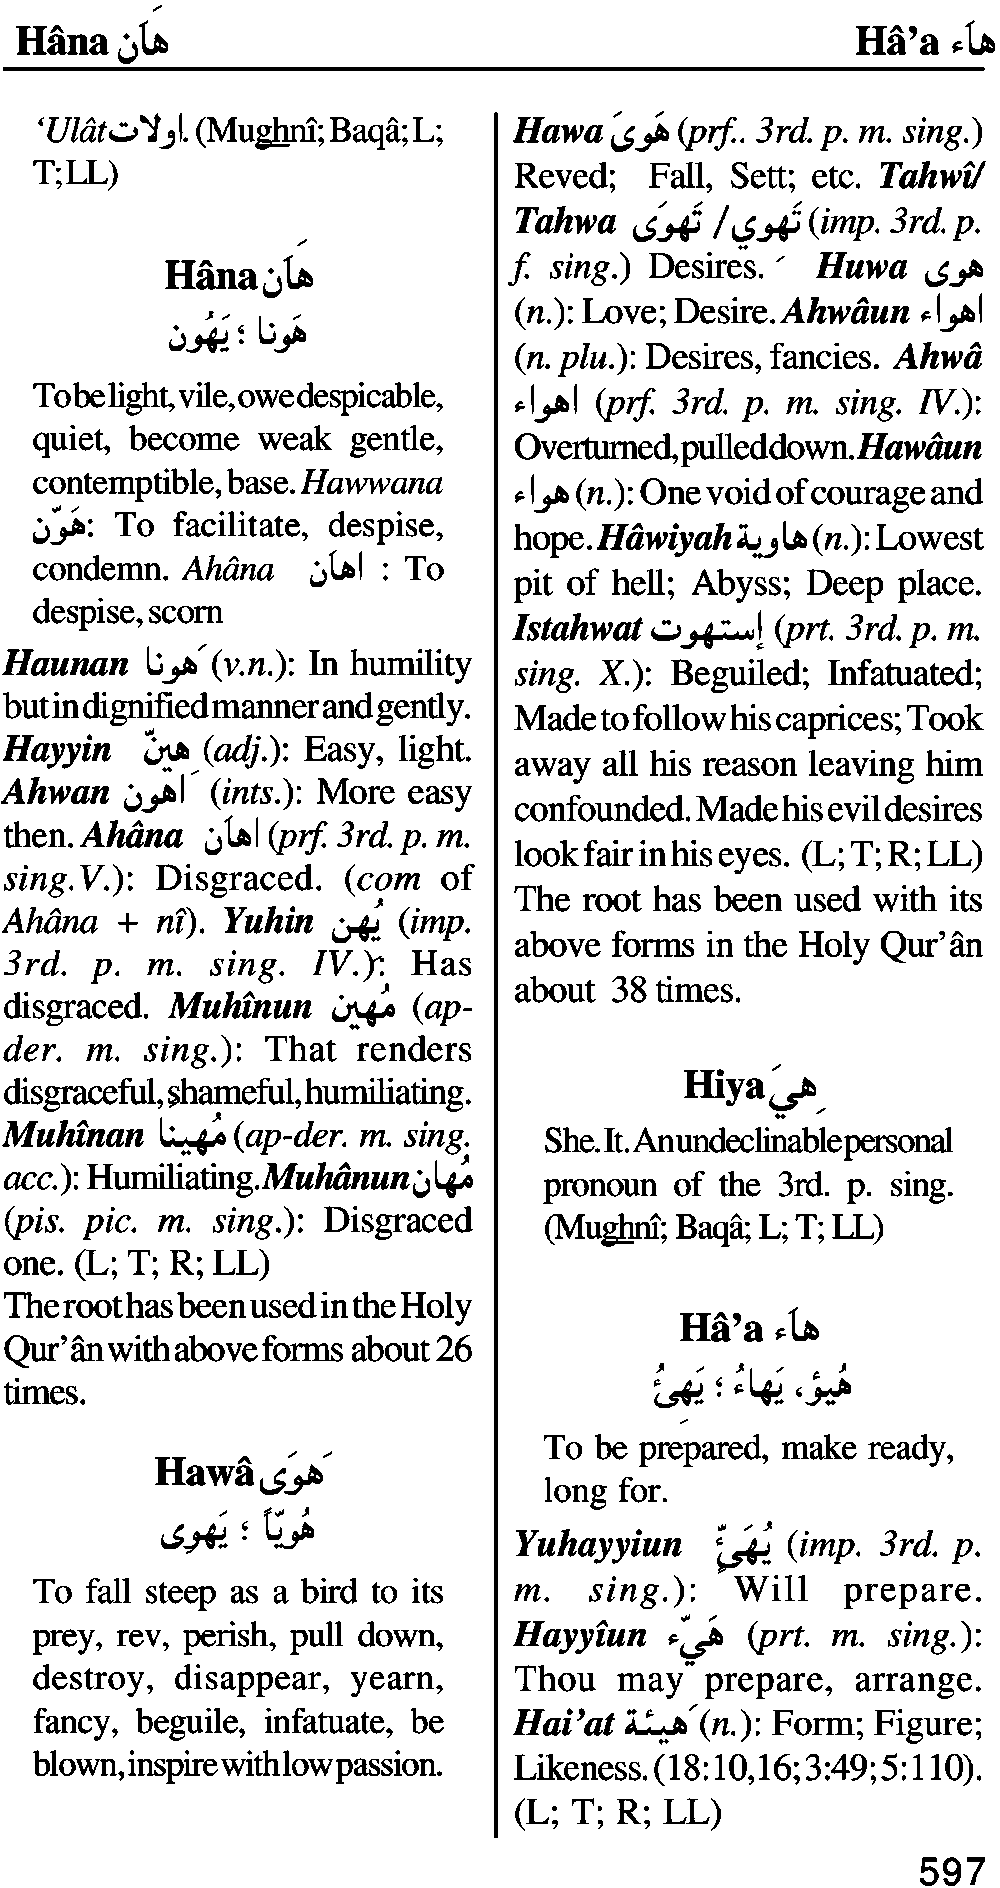 Hâna هَاَن
Hâ’a هاَء
‘Ulât اولات. (Mughnî; Baqâ; L;
T; LL)
Hâna هَاَن
هَونا ؛ يَهُون
To be light, vile, owe despicable,
quiet, become weak gentle,
contemptible, base. Hawwana
هَوّن: To facilitate, despise,
condemn. Ahâna اهاَن : To
despise, scorn
Haunan هَونا (v.n.): In humility
but in dignified manner and gently.
Hayyin هينّ (adj.): Easy, light.
Ahwan اهَون (ints.): More easy
then. Ahâna اهاَن (prf. 3rd. p. m.
sing. V.): Disgraced. (com of
Ahâna + nî). Yuhin يُهن (imp.
3rd. p. m. sing. IV.): Has
disgraced. Muhînun مُهين (ap-
der. m. sing.): That renders
disgraceful, shameful, humiliating.
Muhînan مُهينا (ap-der. m. sing.
acc.): Humiliating. Muhânun مُهان
(pis. pic. m. sing.): Disgraced
one. (L; T; R; LL)
The root has been used in the Holy
Qur’ân with above forms about 26
times.
Hawâ هَوَى
هُويّاً ؛ يَهوِى
To fall steep as a bird to its
prey, rev, perish, pull down,
destroy, disappear, yearn,
fancy, beguile, infatuate, be
blown, inspire with low passion.
Hawa هَوىَ (prf.. 3rd. p. m. sing.)
Reved; Fall, Sett; etc. Tahwî/
Tahwa تَهوي / تَهوَى (imp. 3rd. p.
f. sing.) Desires. ´ Huwa هوى
(n.): Love; Desire. Ahwâun اهواء
(n. plu.): Desires, fancies. Ahwâ
اهواء (prf. 3rd. p. m. sing. IV.):
Overturned, pulled down. Hawâun
هواء (n.): One void of courage and
hope. Hâwiyah هاوية (n.): Lowest
pit of hell; Abyss; Deep place.
Istahwat إستهوت (prt. 3rd. p. m.
sing. X.): Beguiled; Infatuated;
Made to follow his caprices; Took
away all his reason leaving him
confounded. Made his evil desires
look fair in his eyes. (L; T; R; LL)
The root has been used with its
above forms in the Holy Qur’ân
about 38 times.
Hiya هِيَ
She. It. An undeclinable personal
pronoun of the 3rd. p. sing.
(Mughnî; Baqâ; L; T; LL)
Hâ’a هاَء
هُيؤ، يَهاءُ ؛ يَهِئُ
To be prepared, make ready,
long for.
Yuhayyiun يُهَيِّئ (imp. 3rd. p.
m. sing.): Will prepare.
Hayyîun هَيّء (prt. m. sing.):
Thou may prepare, arrange.
Hai’at هَيئة (n.): Form; Figure;
Likeness. (18:10,16; 3:49; 5:110).
(L; T; R; LL)
597